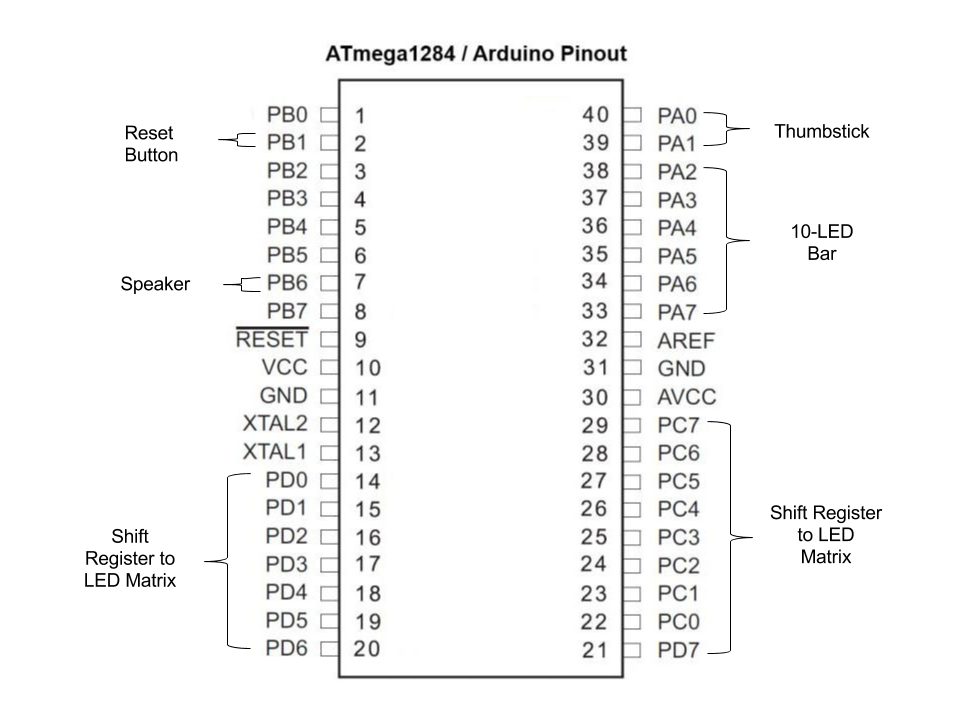 ATmega1284 / Arduino Pinout
PB0 1 40 PA0
Reset
Button
PB1 2 39 PA1
Thumbstick
PB2 3 38 PA2
PB3 4 37 PA3
PB4 5 36 PA4
10-LED
Bar
PB5 6 35 PA5
Speaker
PB6 7 34 PA6
PB7 8 33 PA7
RESET 9 32 AREF
VCC 10 31 GND
GND 11 30 AVCC
XTAL2 12 29 PC7
XTAL1 13 28 PC6
PD0 14 27 PC5
PD1 15 26 PC4
PD2 16 25 PC3
Shift
Register to
LED Matrix
Shift Register
to LED
Matrix
PD3 17 24 PC2
PD4 18 23 PC1
PD5 19 22 PC0
PD6 20 21 PD7